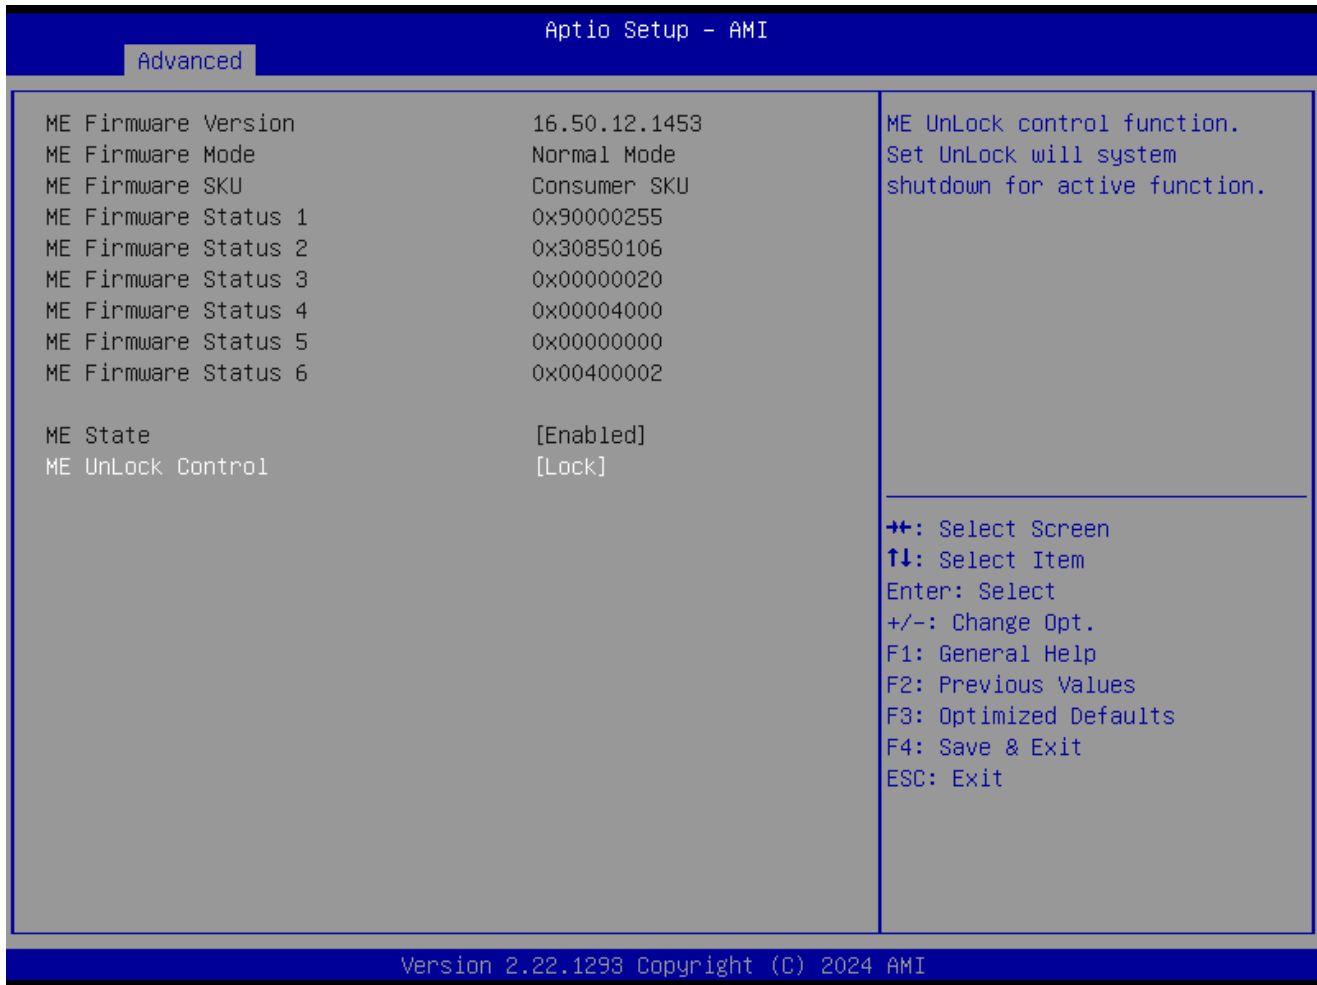 Aptio Setup – AMI
Advanced
ME Firmware Version 16.50.12.1453
ME Firmware Mode Normal Mode
ME Firmware SKU Consumer SKU
ME Firmware Status 1 0x90000255
ME Firmware Status 2 0x30850106
ME Firmware Status 3 0x00000020
ME Firmware Status 4 0x00004000
ME Firmware Status 5 0x00000000
ME Firmware Status 6 0x00400002
ME State [Enabled]
ME UnLock Control [Lock]
ME UnLock control function.
Set UnLock will system
shutdown for active function.
→←: Select Screen
↑↓: Select Item
Enter: Select
+/-: Change Opt.
F1: General Help
F2: Previous Values
F3: Optimized Defaults
F4: Save & Exit
ESC: Exit
Version 2.22.1293 Copyright (C) 2024 AMI